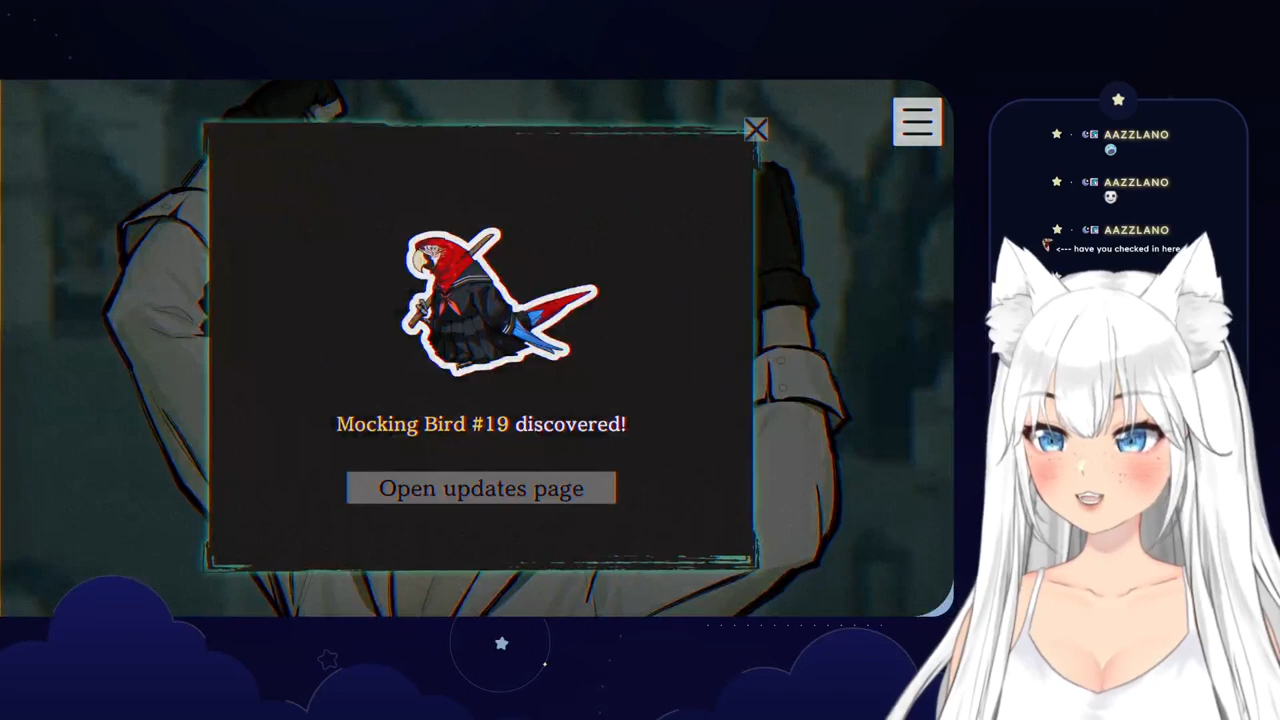 Mocking Bird #19 discovered!
Open updates page
AAZZLANO
AAZZLANO
AAZZLANO
<--- have you checked in here